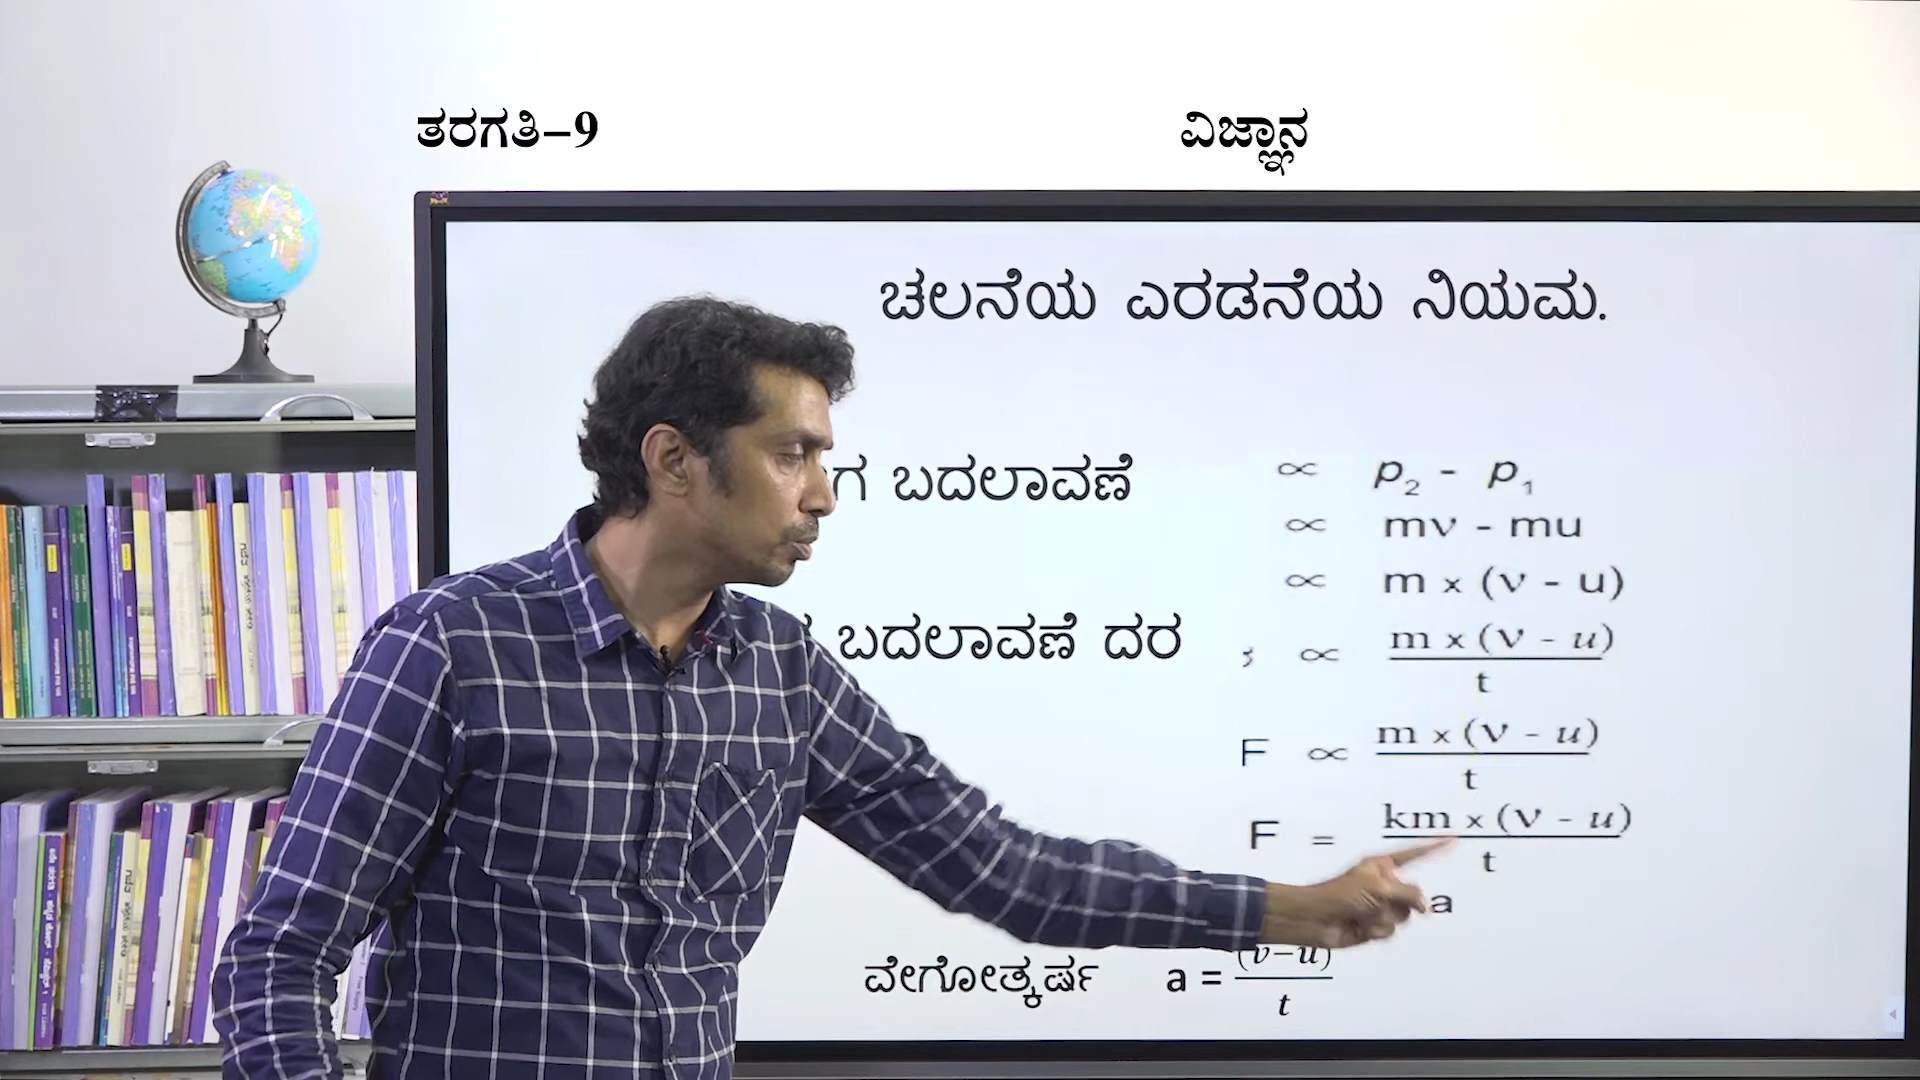 ತರಗತಿ–9 ವಿಜ್ಞಾನ
ಚಲನೆಯ ಎರಡನೆಯ ನಿಯಮ.
ಬದಲಾವಣೆ ∝ p₂ - p₁
∝ mv - mu
∝ m × (v - u)
ಬದಲಾವಣೆ ದರ , ∝ m × (v - u)
t
F ∝ m × (v - u)
t
F = km × (v - u)
t
a
ವೇಗೋತ್ಕರ್ಷ a = (v–u)
t